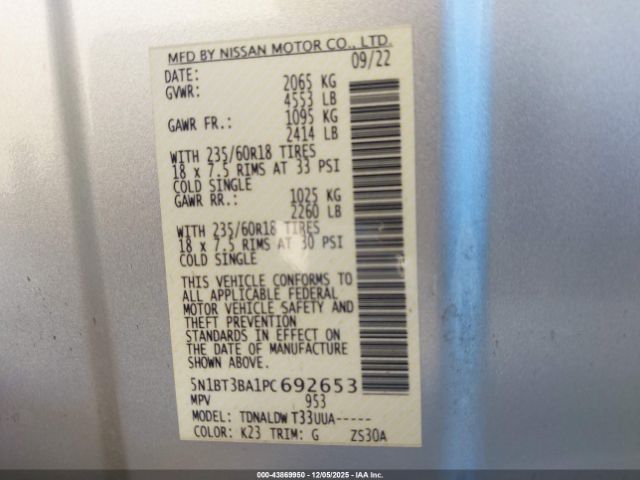 MFD BY NISSAN MOTOR CO., LTD.
DATE: 09/22
GVWR: 2065 KG
4553 LB
GAWR FR.: 1095 KG
2414 LB
WITH 235/60R18 TIRES
18 x 7.5 RIMS AT 33 PSI
COLD SINGLE
GAWR RR.: 1025 KG
2260 LB
WITH 235/60R18 TIRES
18 x 7.5 RIMS AT 30 PSI
COLD SINGLE
THIS VEHICLE CONFORMS TO
ALL APPLICABLE FEDERAL
MOTOR VEHICLE SAFETY AND
THEFT PREVENTION
STANDARDS IN EFFECT ON
THE DATE OF MANUFACTURE
SHOWN ABOVE.
5N1BT3BA1PC692653
MPV 953
MODEL: TDNALDW T33UUA-----
COLOR: K23 TRIM: G ZS30A
000-43869950 - 12/05/2025 - COPYRIGHT © IAA, LLC